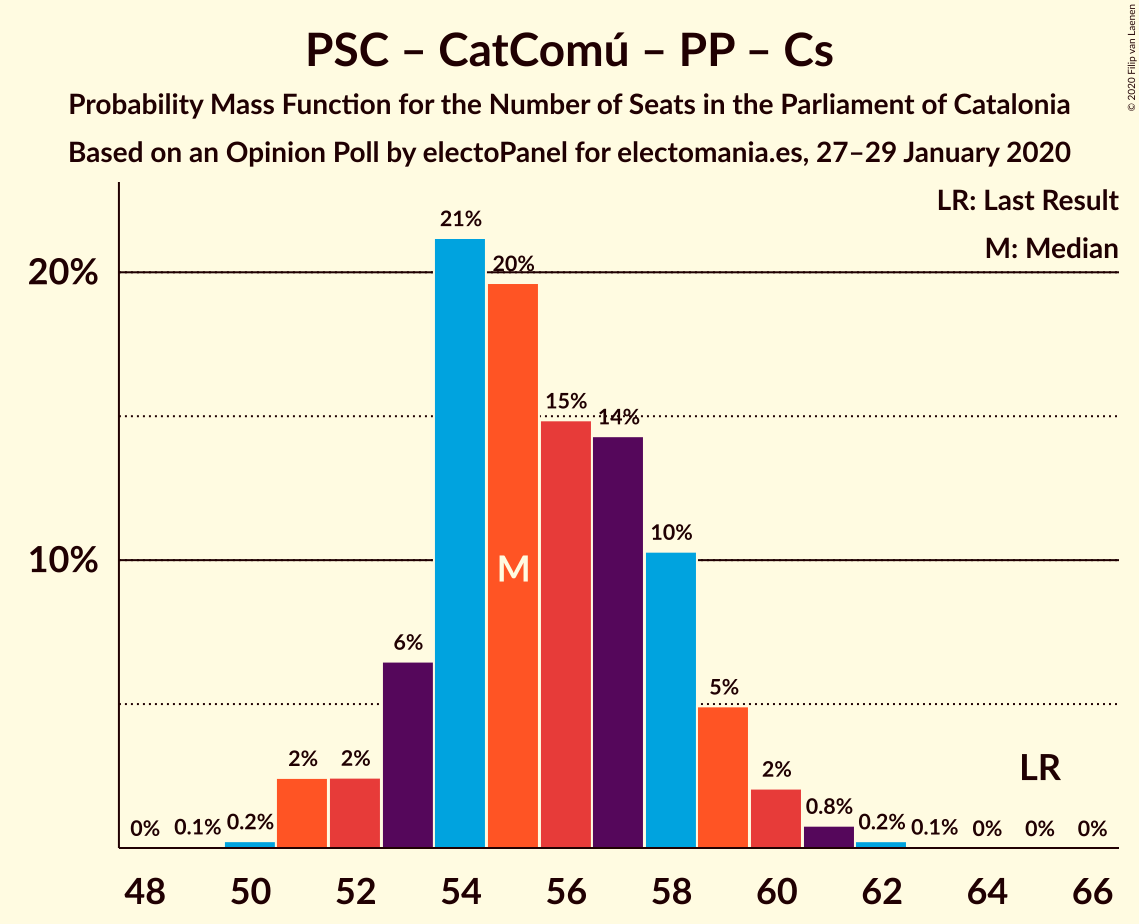 PSC – CatComú – PP – Cs
Probability Mass Function for the Number of Seats in the Parliament of Catalonia
Based on an Opinion Poll by electoPanel for electomania.es, 27–29 January 2020
© 2020 Filip van Laenen
LR: Last Result
M: Median
20%
10%
0%
0.1%
0.2%
2%
2%
6%
21%
20%
15%
14%
10%
5%
2%
0.8%
0.2%
0.1%
0%
0%
0%
M
LR
48 50 52 54 56 58 60 62 64 66